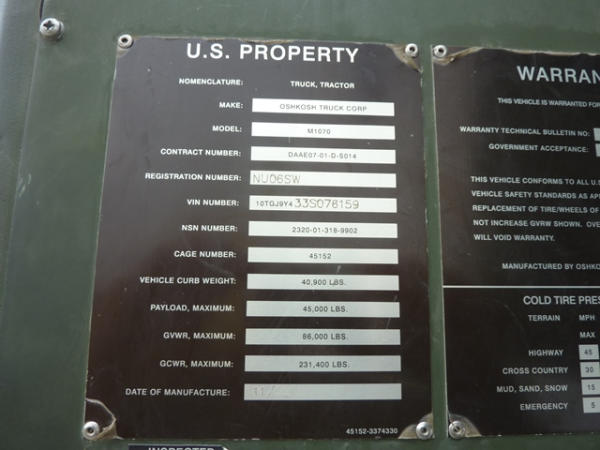 U.S. PROPERTY
NOMENCLATURE: TRUCK, TRACTOR
MAKE: OSHKOSH TRUCK CORP
MODEL: M1070
CONTRACT NUMBER: DAAE07-01-D-S014
REGISTRATION NUMBER: NU06SW
VIN NUMBER: 10TGJ9Y433S078159
NSN NUMBER: 2320-01-318-9902
CAGE NUMBER: 45152
VEHICLE CURB WEIGHT: 40,900 LBS.
PAYLOAD, MAXIMUM: 45,000 LBS.
GVWR, MAXIMUM: 86,000 LBS.
GCWR, MAXIMUM: 231,400 LBS.
DATE OF MANUFACTURE:
45152-3374330
WARRAN
THIS VEHICLE IS WARRANTED FOR
WARRANTY TECHNICAL BULLETIN NO:
GOVERNMENT ACCEPTANCE:
THIS VEHICLE CONFORMS TO ALL U.S
VEHICLE SAFETY STANDARDS AS AP
REPLACEMENT OF TIRE/WHEELS OF
NOT INCREASE GVWR SHOWN. OVE
WILL VOID WARRANTY.
MANUFACTURED BY OSHKO
COLD TIRE PRES
TERRAIN MPH
MAX
HIGHWAY 45
CROSS COUNTRY 30
MUD, SAND, SNOW 15
EMERGENCY 5
INSPECTED